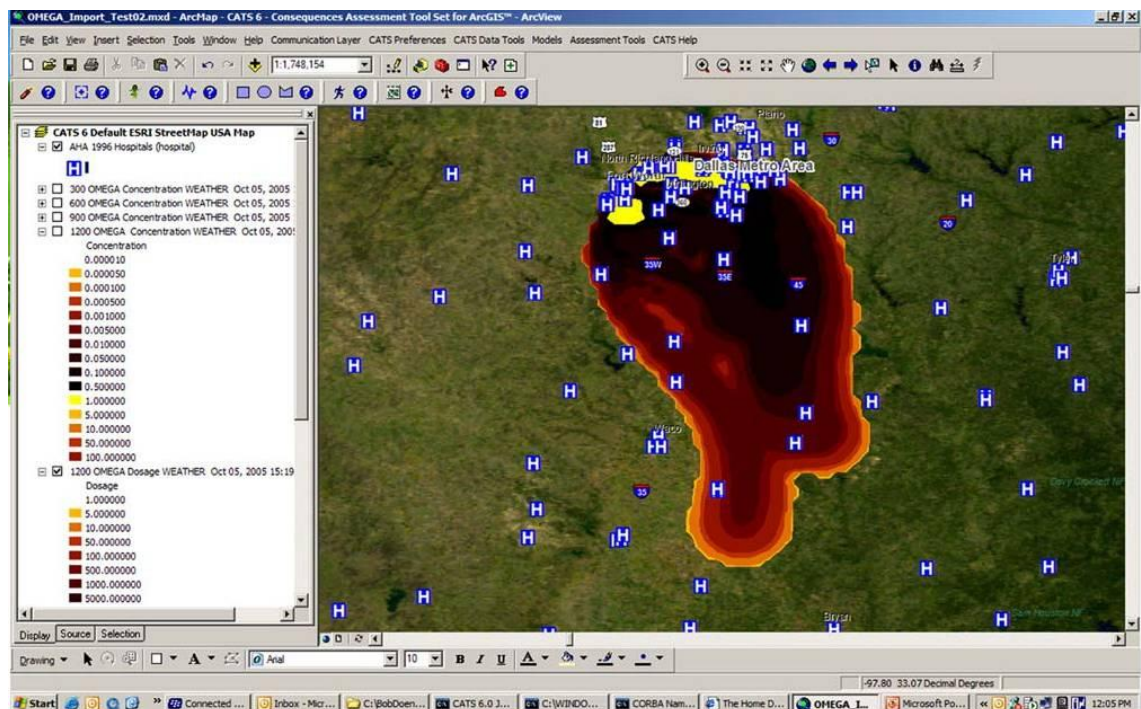 OMEGA_Import_Test02.mxd - ArcMap - CATS 6 - Consequences Assessment Tool Set for ArcGIS™ - ArcView
File Edit View Insert Selection Tools Window Help Communication Layer CATS Preferences CATS Data Tools Models Assessment Tools CATS Help
1:1,748,154
CATS 6 Default ESRI StreetMap USA Map
AHA 1996 Hospitals (hospital)
H
300 OMEGA Concentration WEATHER Oct 05, 2005
600 OMEGA Concentration WEATHER Oct 05, 2005
900 OMEGA Concentration WEATHER Oct 05, 2005
1200 OMEGA Concentration WEATHER Oct 05, 200
Concentration
0.000010
0.000050
0.000100
0.000500
0.001000
0.005000
0.010000
0.050000
0.100000
0.500000
1.000000
5.000000
10.000000
50.000000
100.000000
1200 OMEGA Dosage WEATHER Oct 05, 2005 15:19
Dosage
1.000000
5.000000
10.000000
50.000000
100.000000
500.000000
1000.000000
5000.000000
Display Source Selection
Plano
Irving
North Richland
Dallas Metro Area
30
20
35W
35E
45
Tyler
Waco
35
Davy Crockett NF
Sam Houston NF
Bryan
Drawing A Arial 10 B I U A
-97.80 33.07 Decimal Degrees
Start Connected ... Inbox - Micr... C:\BobDoen... CATS 6.0 J... C:\WINDO... CORBA Nam... The Home D... OMEGA_I... Microsoft Po... 12:05 PM